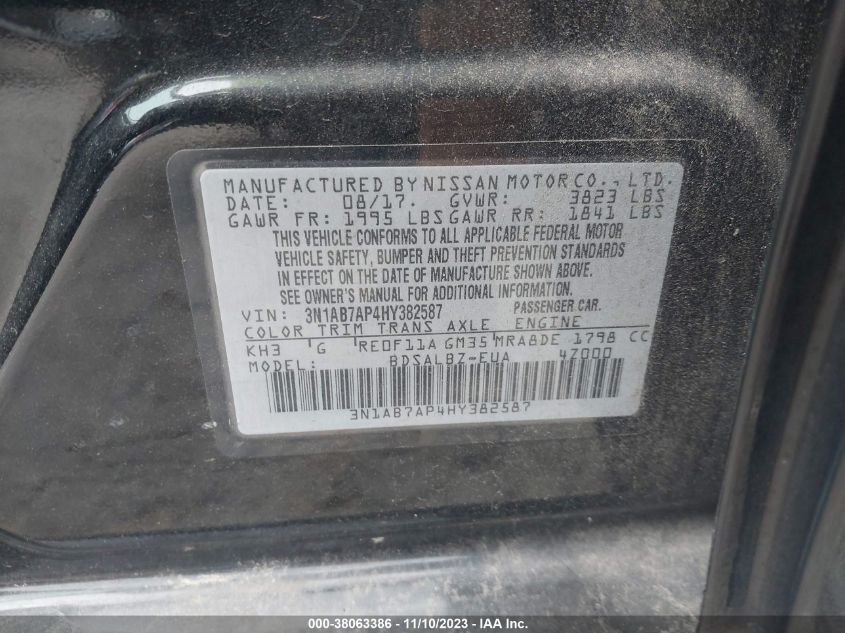 MANUFACTURED BY NISSAN MOTOR CO., LTD.
DATE: 08/17. GVWR: 3823 LBS
GAWR FR: 1995 LBS GAWR RR: 1841 LBS
THIS VEHICLE CONFORMS TO ALL APPLICABLE FEDERAL MOTOR
VEHICLE SAFETY, BUMPER AND THEFT PREVENTION STANDARDS
IN EFFECT ON THE DATE OF MANUFACTURE SHOWN ABOVE.
SEE OWNER'S MANUAL FOR ADDITIONAL INFORMATION.
VIN: 3N1AB7AP4HY382587 PASSENGER CAR.
COLOR TRIM TRANS AXLE ENGINE
KH3 G RE0F11A GM35 MRA8DE 1798 CC
MODEL: BDSALBZ-EUA 47000
3N1AB7AP4HY382587
000-38063386 - 11/10/2023 - IAA, Inc.